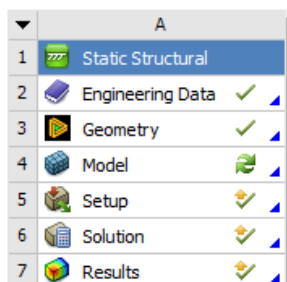 A
1 Static Structural
2 Engineering Data
3 Geometry
4 Model
5 Setup
6 Solution
7 Results